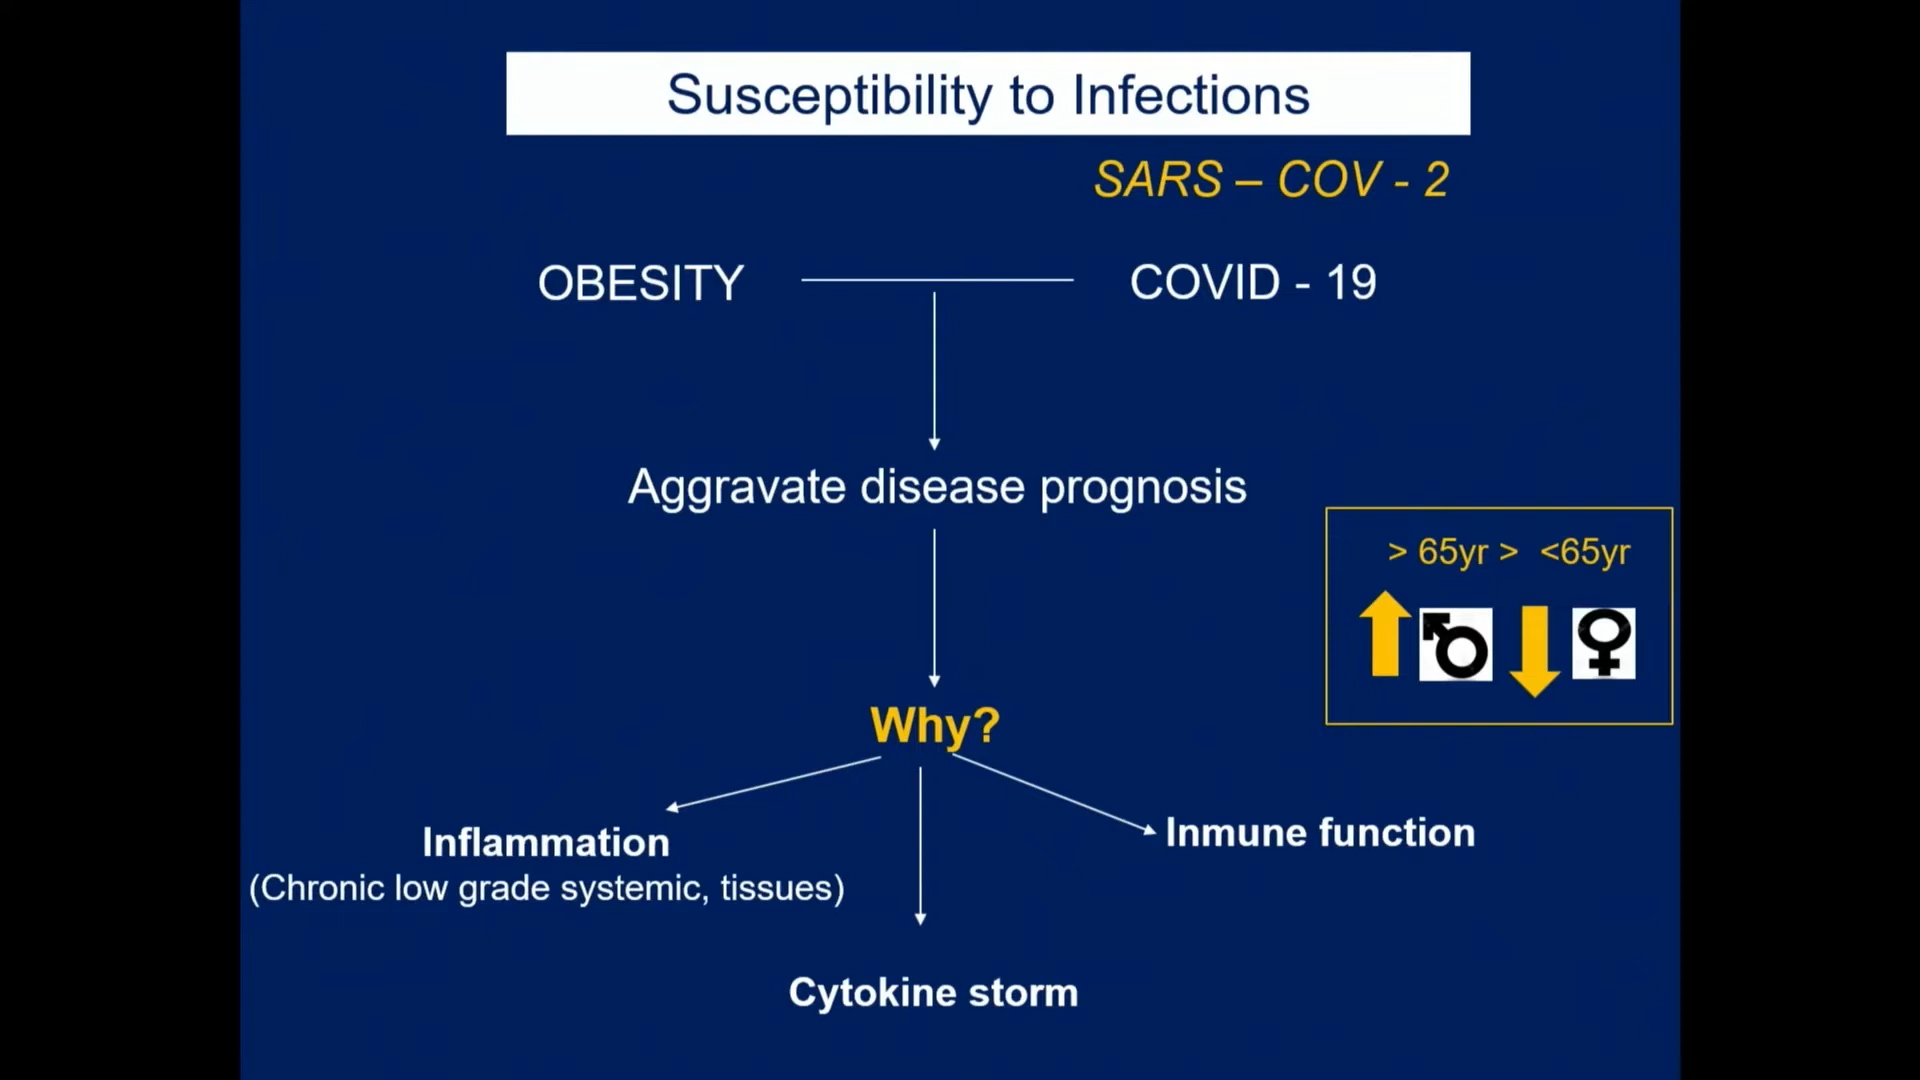 Susceptibility to Infections
SARS – COV - 2
OBESITY
COVID - 19
Aggravate disease prognosis
> 65yr > <65yr
Why?
Inflammation
(Chronic low grade systemic, tissues)
Inmune function
Cytokine storm